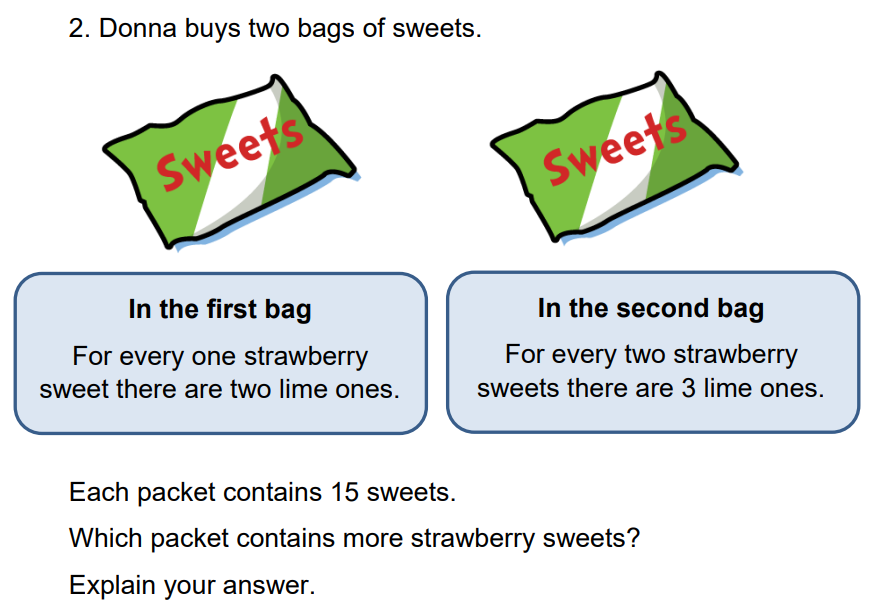 2. Donna buys two bags of sweets.
Sweets
Sweets
In the first bag
For every one strawberry
sweet there are two lime ones.
In the second bag
For every two strawberry
sweets there are 3 lime ones.
Each packet contains 15 sweets.
Which packet contains more strawberry sweets?
Explain your answer.